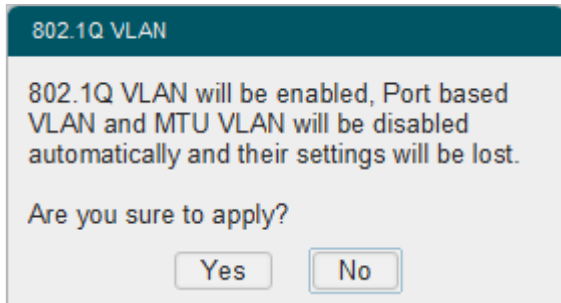 802.1Q VLAN
802.1Q VLAN will be enabled, Port based
VLAN and MTU VLAN will be disabled
automatically and their settings will be lost.
Are you sure to apply?
Yes No